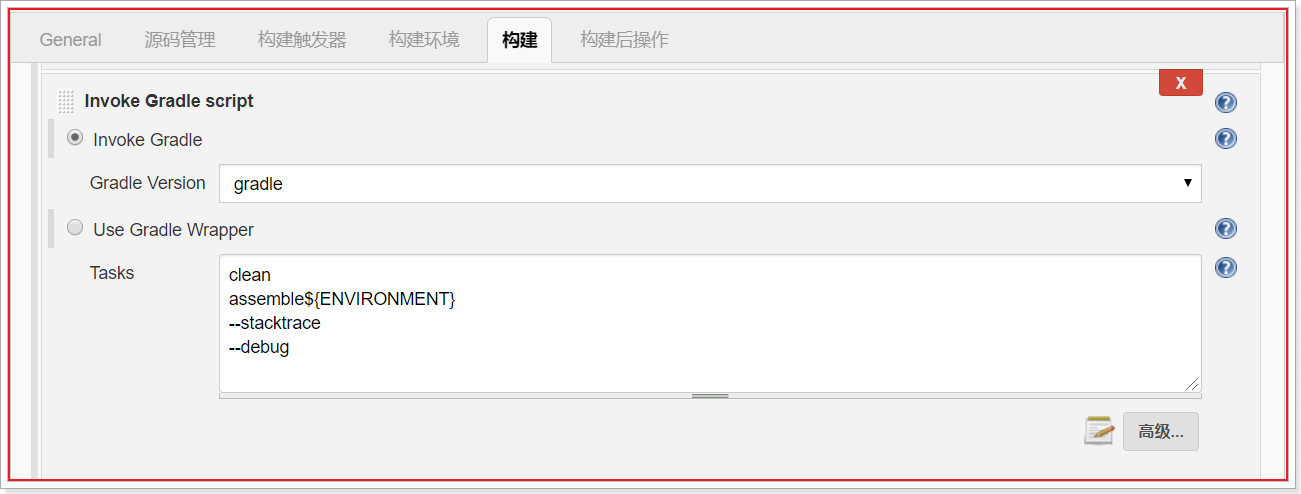 General 源码管理 构建触发器 构建环境 构建 构建后操作
X
Invoke Gradle script
Invoke Gradle
Gradle Version gradle
Use Gradle Wrapper
Tasks clean
assemble${ENVIRONMENT}
--stacktrace
--debug
高级...